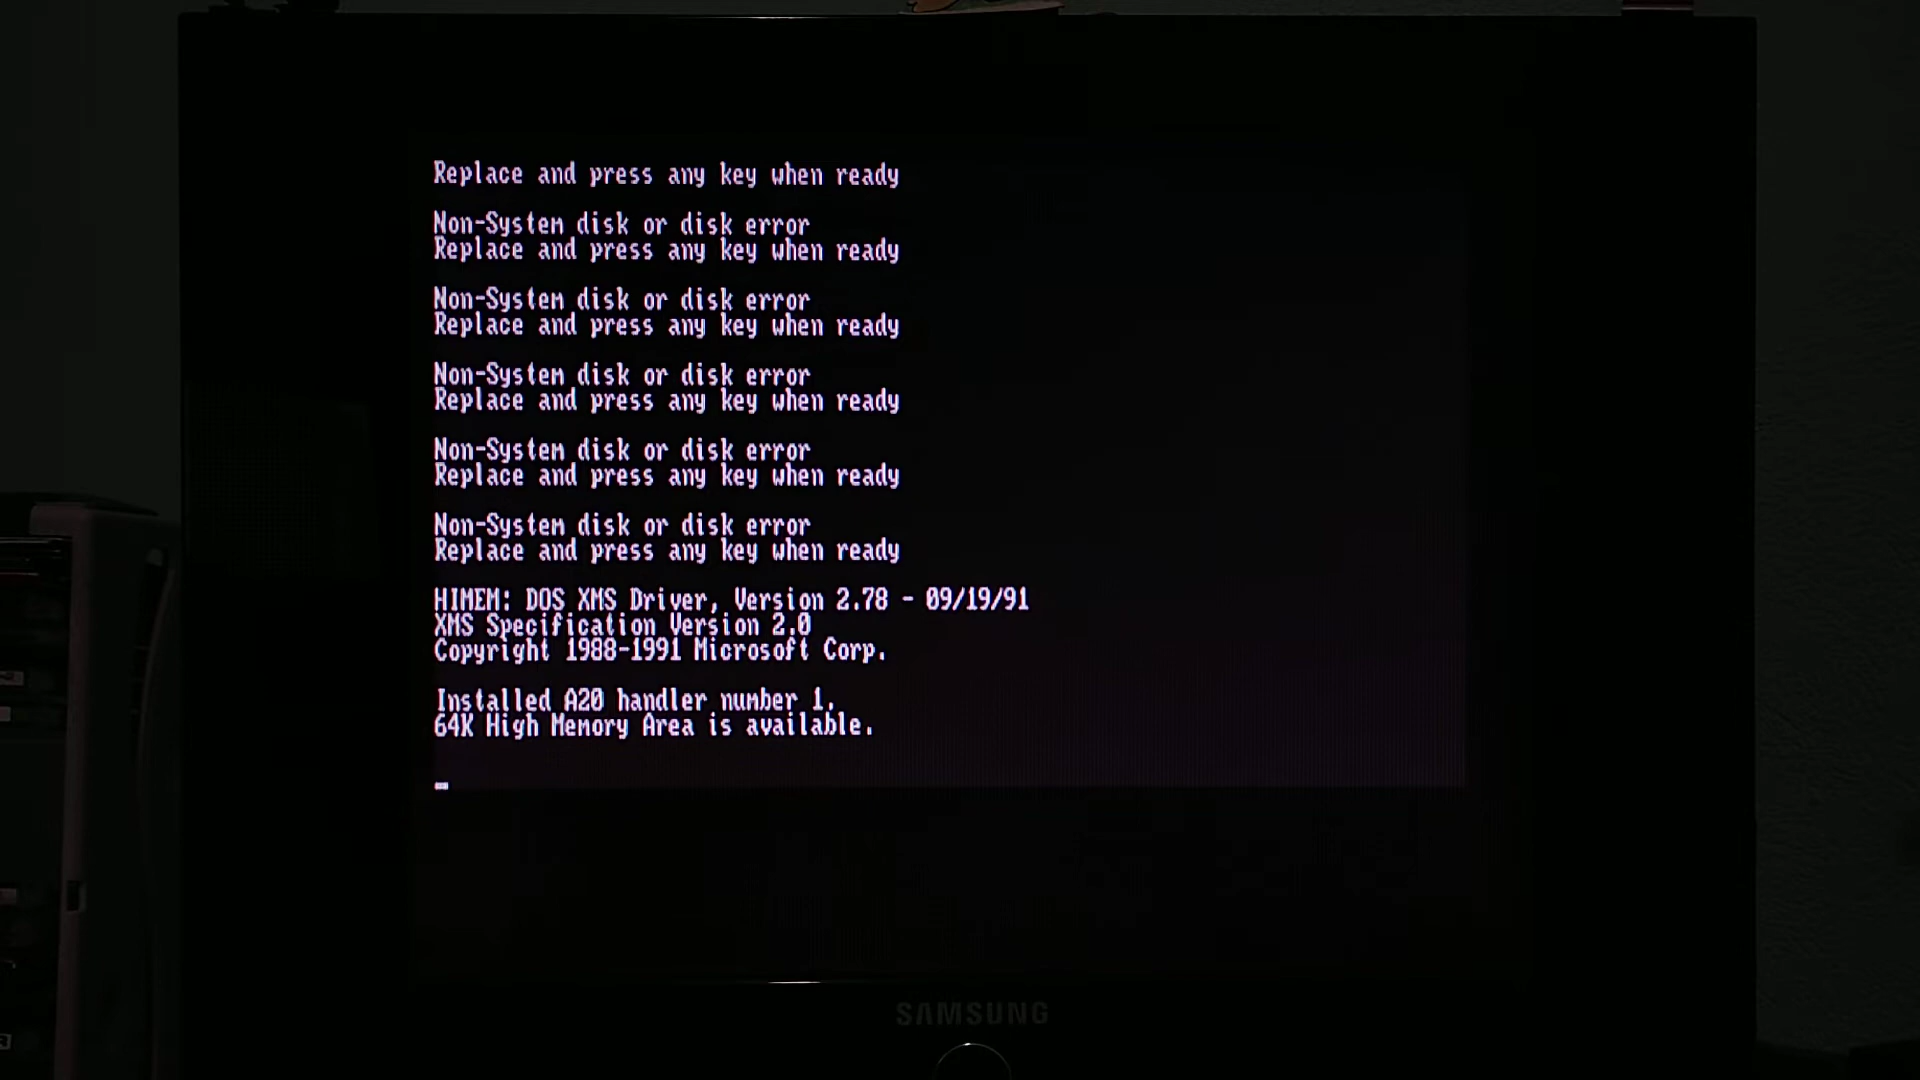 Replace and press any key when ready
Non-System disk or disk error
Replace and press any key when ready
Non-System disk or disk error
Replace and press any key when ready
Non-System disk or disk error
Replace and press any key when ready
Non-System disk or disk error
Replace and press any key when ready
Non-System disk or disk error
Replace and press any key when ready
HIMEM: DOS XMS Driver, Version 2.78 - 09/19/91
XMS Specification Version 2.0
Copyright 1988-1991 Microsoft Corp.
Installed A20 handler number 1.
64K High Memory Area is available.
SAMSUNG